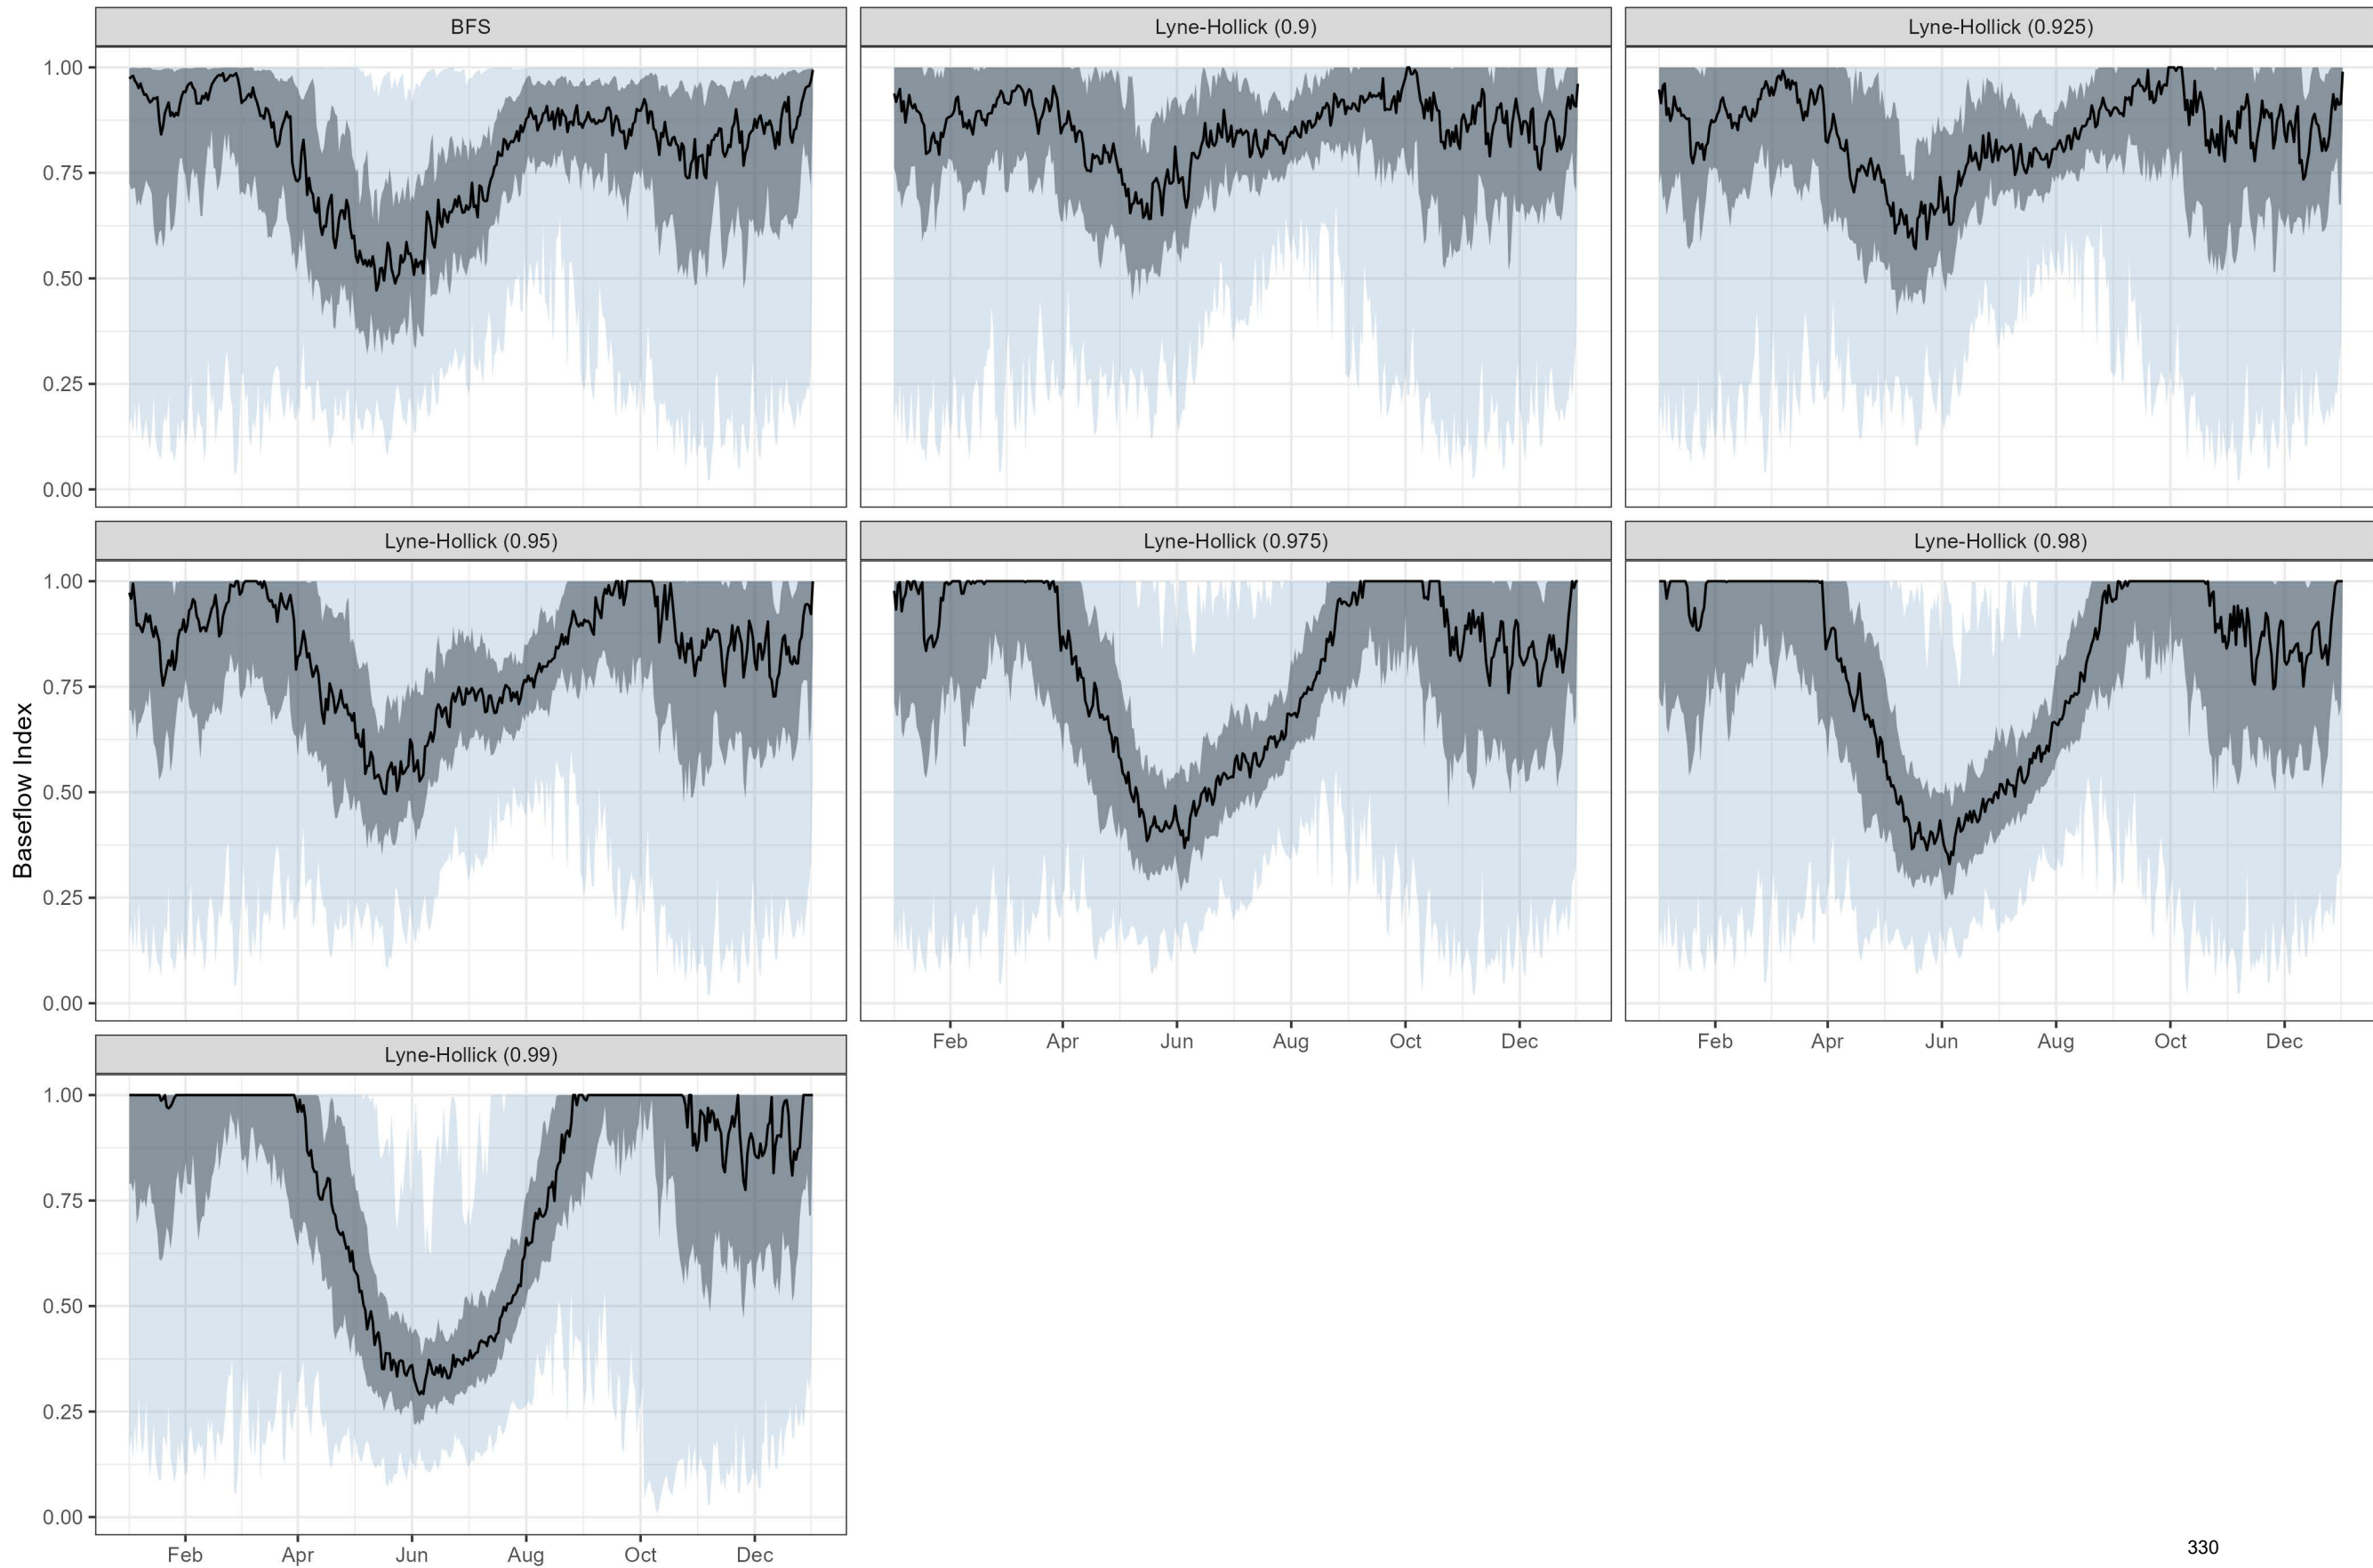 BFS
Lyne-Hollick (0.9)
Lyne-Hollick (0.925)
1.00
0.75
0.50
0.25
0.00
Lyne-Hollick (0.95)
Lyne-Hollick (0.975)
Lyne-Hollick (0.98)
Baseflow Index
1.00
0.75
0.50
0.25
0.00
Feb Apr Jun Aug Oct Dec
Feb Apr Jun Aug Oct Dec
Lyne-Hollick (0.99)
1.00
0.75
0.50
0.25
0.00
Feb Apr Jun Aug Oct Dec
330